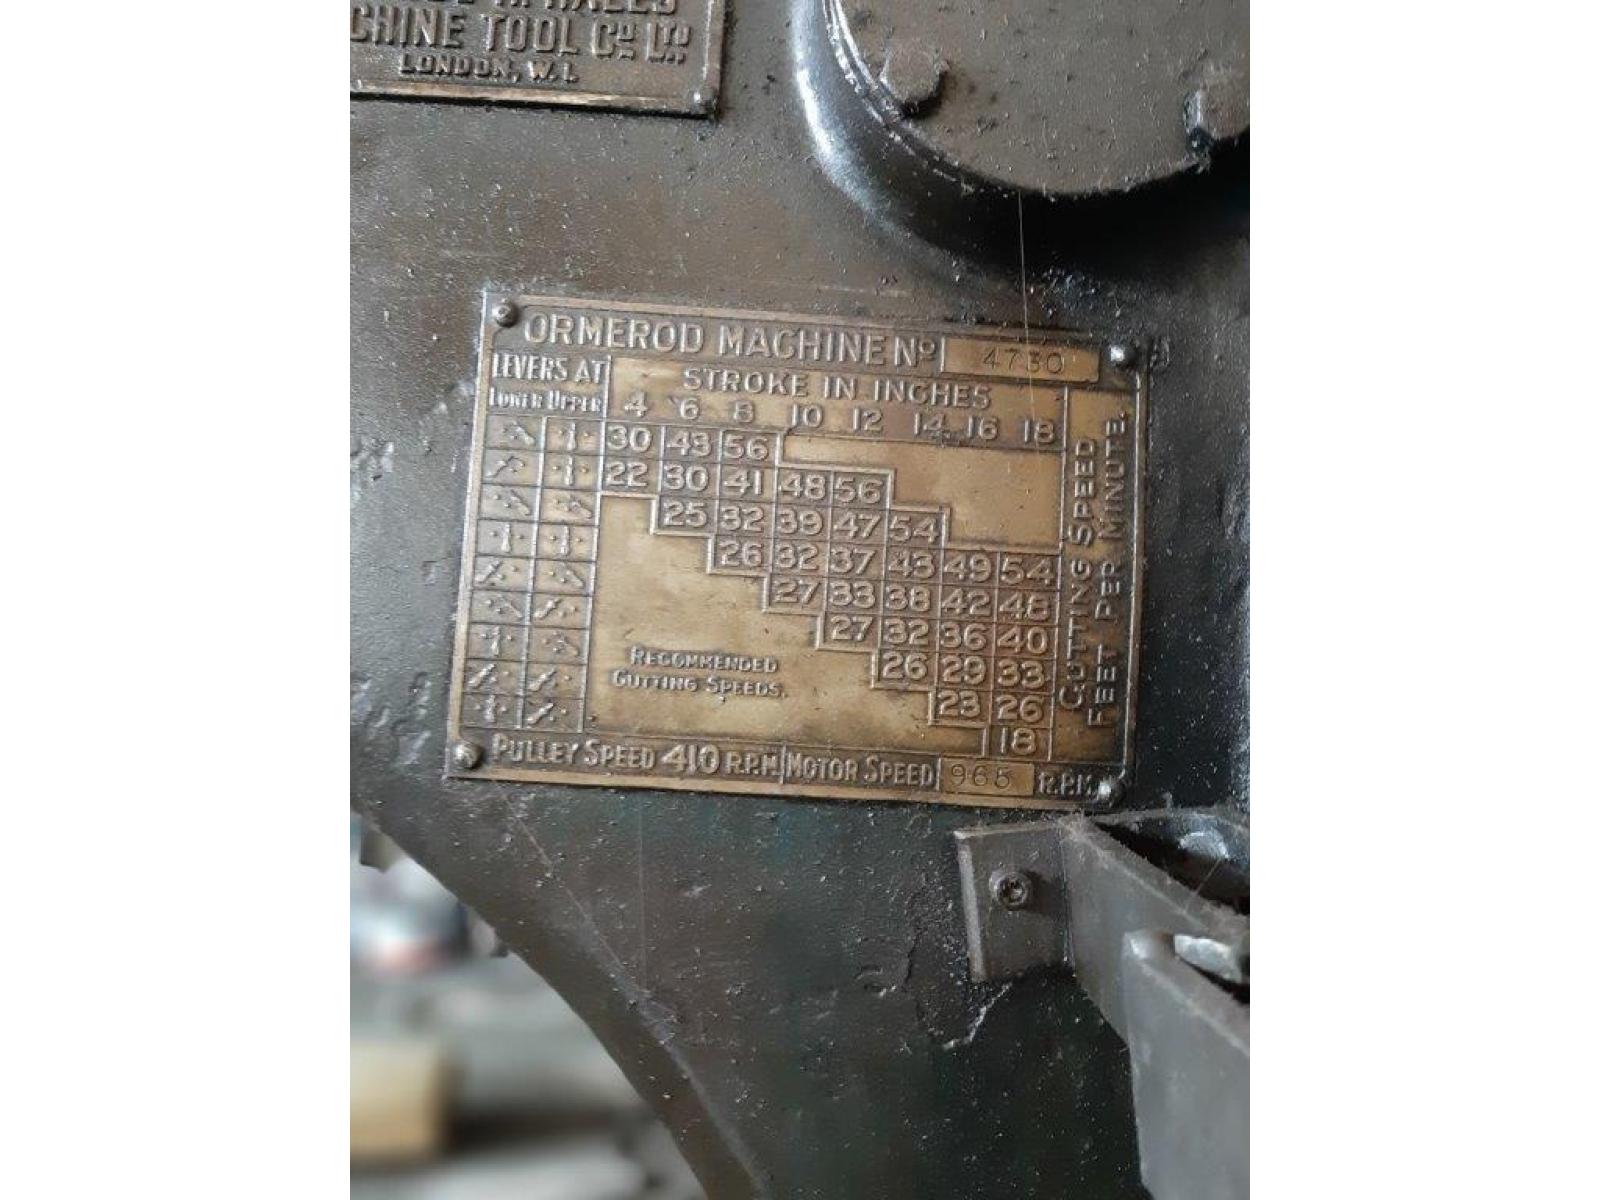 CHINE TOOL Co LTD
LONDON, W.1.
ORMEROD MACHINE No 4730
LEVERS AT STROKE IN INCHES
LOWER UPPER 4 6 8 10 12 14 16 18
30 43 56
22 30 41 48 56
25 32 39 47 54
26 32 37 43 49 54
27 33 38 42 48
27 32 36 40
26 29 33
23 26
18
RECOMMENDED
CUTTING SPEEDS.
CUTTING SPEED
FEET PER MINUTE.
PULLEY SPEED 410 R.P.M. MOTOR SPEED 965 R.P.M.